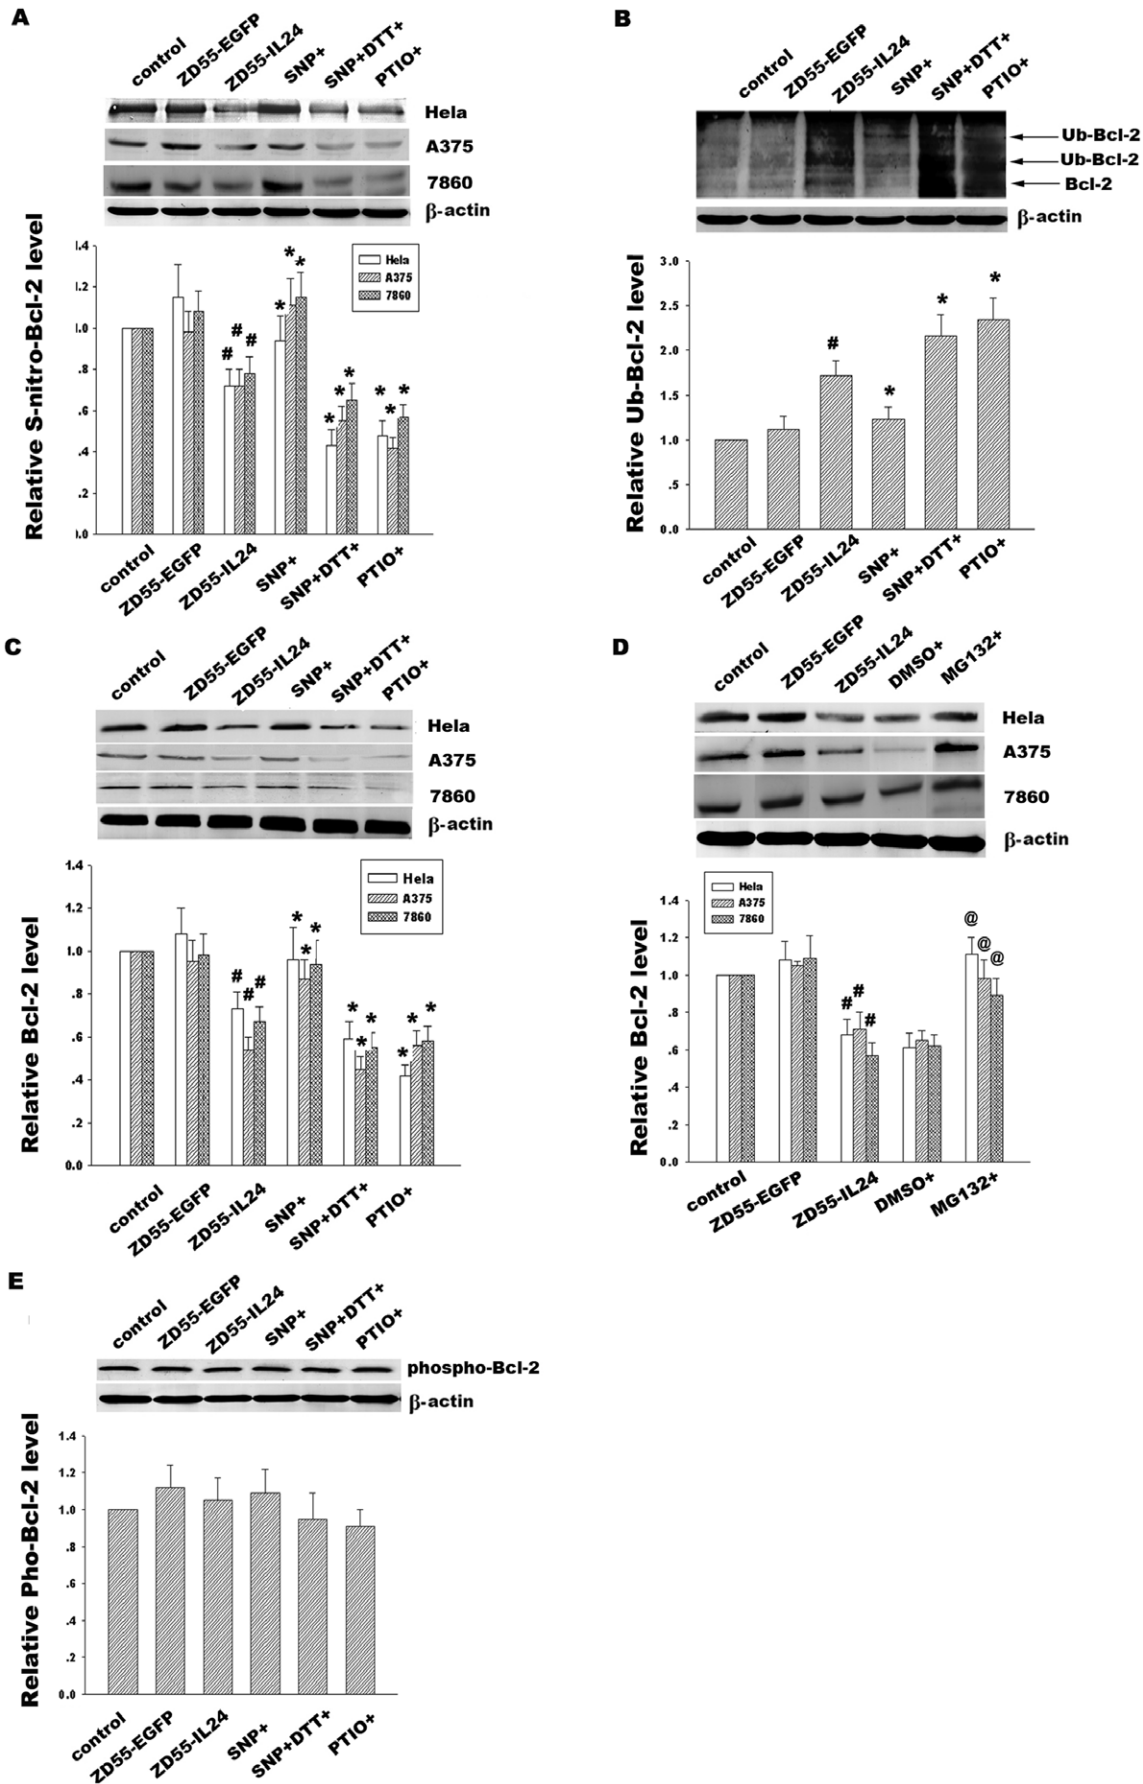 A
control ZD55-EGFP ZD55-IL24 SNP+ SNP+DTT+ PTIO+
Hela
A375
7860
β-actin
Relative S-nitro-Bcl-2 level
.4
.0
.8
.6
.4
.2
.0
Hela
A375
7860
# # # * * * * * * * * *
control ZD55-EGFP ZD55-IL24 SNP+ SNP+DTT+ PTIO+
B
control ZD55-EGFP ZD55-IL24 SNP+ SNP+DTT+ PTIO+
Ub-Bcl-2
Ub-Bcl-2
Bcl-2
β-actin
Relative Ub-Bcl-2 level
3.0
2.5
2.0
1.5
1.0
.5
0.0
# * * *
control ZD55-EGFP ZD55-IL24 SNP+ SNP+DTT+ PTIO+
C
control ZD55-EGFP ZD55-IL24 SNP+ SNP+DTT+ PTIO+
Hela
A375
7860
β-actin
Relative Bcl-2 level
1.4
1.2
1.0
.8
.6
.4
.2
0.0
Hela
A375
7860
# # # * * * * * * * * *
control ZD55-EGFP ZD55-IL24 SNP+ SNP+DTT+ PTIO+
D
control ZD55-EGFP ZD55-IL24 DMSO+ MG132+
Hela
A375
7860
β-actin
Relative Bcl-2 level
1.4
1.2
1.0
.8
.6
.4
.2
0.0
Hela
A375
7860
# # # @ @ @
control ZD55-EGFP ZD55-IL24 DMSO+ MG132+
E
control ZD55-EGFP ZD55-IL24 SNP+ SNP+DTT+ PTIO+
phospho-Bcl-2
β-actin
Relative Pho-Bcl-2 level
1.4
1.2
1.0
.8
.6
.4
.2
0.0
control ZD55-EGFP ZD55-IL24 SNP+ SNP+DTT+ PTIO+